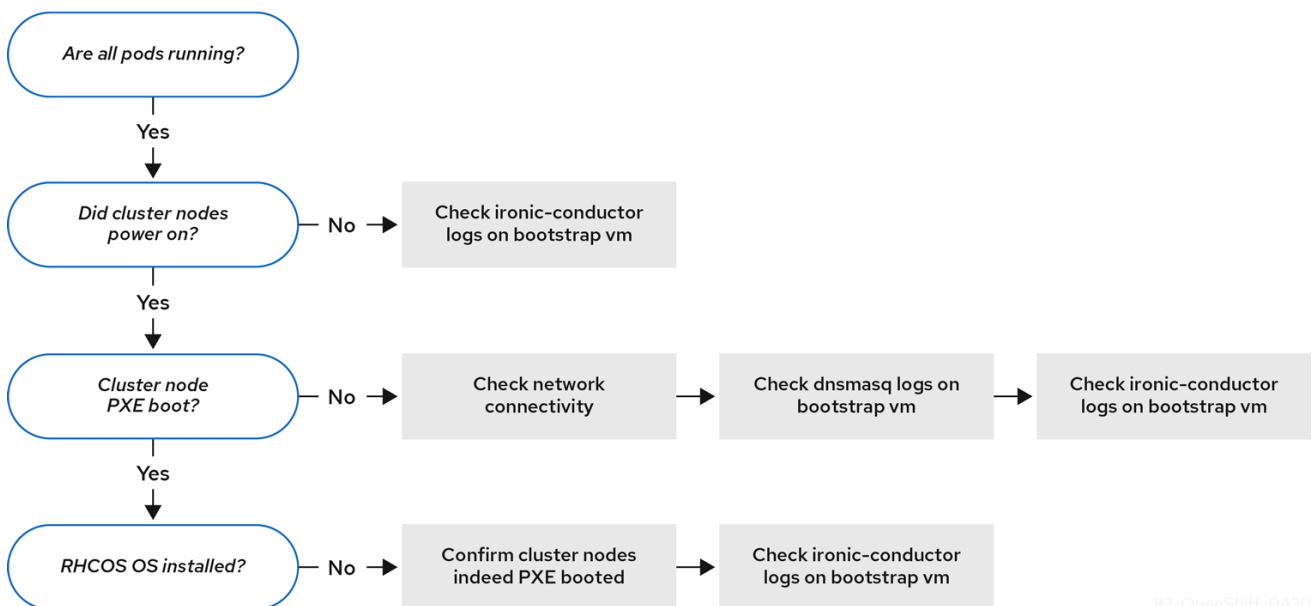 Are all pods running?
Yes
Did cluster nodes
power on?
No
Check ironic-conductor
logs on bootstrap vm
Yes
Cluster node
PXE boot?
No
Check network
connectivity
Check dnsmasq logs on
bootstrap vm
Check ironic-conductor
logs on bootstrap vm
Yes
RHCOS OS installed?
No
Confirm cluster nodes
indeed PXE booted
Check ironic-conductor
logs on bootstrap vm
82_OpenShift_0420